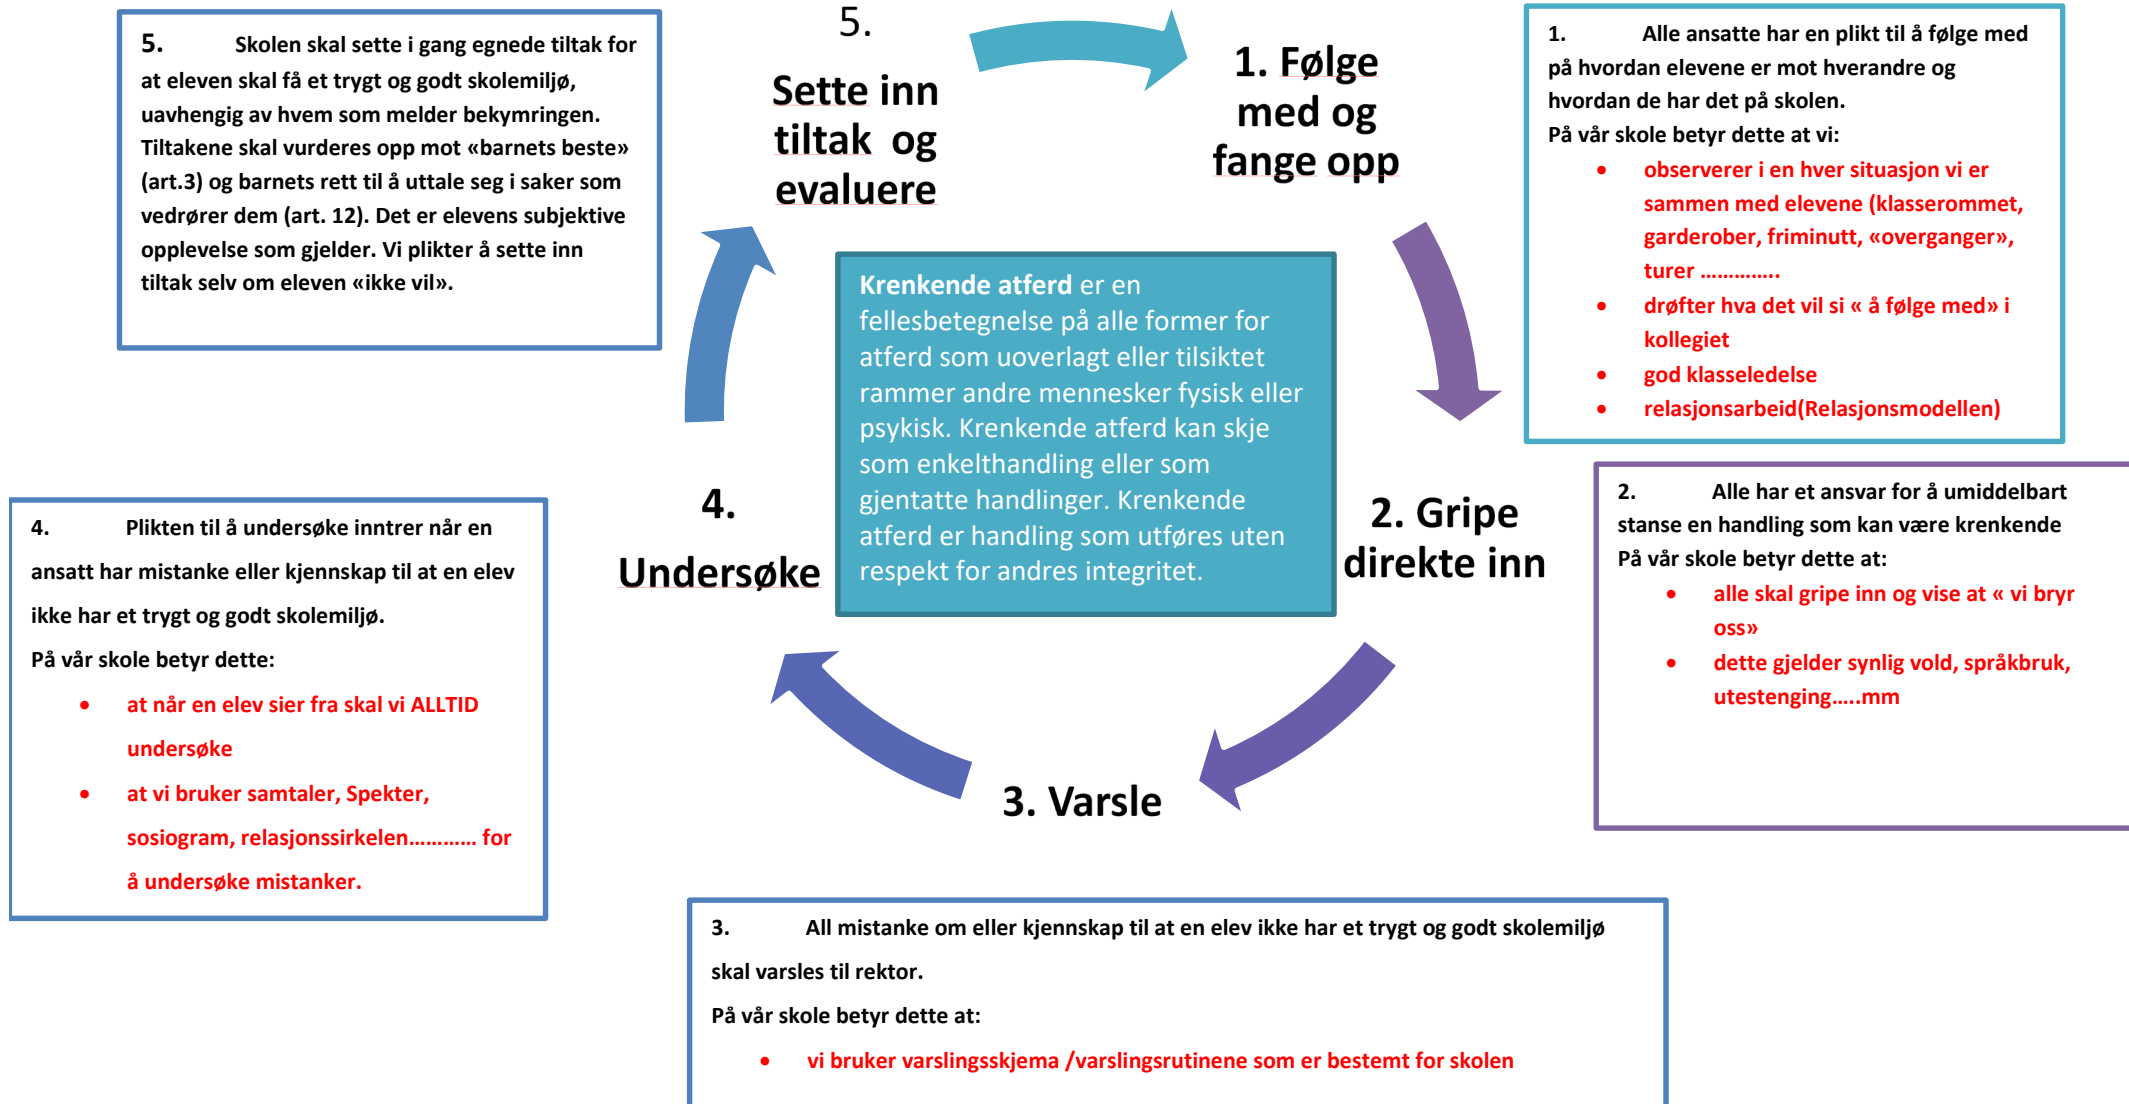 5.
Sette inn
tiltak og
evaluere
1. Følge
med og
fange opp
2. Gripe
direkte inn
3. Varsle
4.
Undersøke
Krenkende atferd er en
fellesbetegnelse på alle former for
atferd som uoverlagt eller tilsiktet
rammer andre mennesker fysisk eller
psykisk. Krenkende atferd kan skje
som enkelthandling eller som
gjentatte handlinger. Krenkende
atferd er handling som utføres uten
respekt for andres integritet.
1. Alle ansatte har en plikt til å følge med
på hvordan elevene er mot hverandre og
hvordan de har det på skolen.
På vår skole betyr dette at vi:
• observerer i en hver situasjon vi er
sammen med elevene (klasserommet,
garderober, friminutt, «overganger»,
turer …………..
• drøfter hva det vil si « å følge med» i
kollegiet
• god klasseledelse
• relasjonsarbeid(Relasjonsmodellen)
2. Alle har et ansvar for å umiddelbart
stanse en handling som kan være krenkende
På vår skole betyr dette at:
• alle skal gripe inn og vise at « vi bryr
oss»
• dette gjelder synlig vold, språkbruk,
utestenging…..mm
3. All mistanke om eller kjennskap til at en elev ikke har et trygt og godt skolemiljø
skal varsles til rektor.
På vår skole betyr dette at:
• vi bruker varslingsskjema /varslingsrutinene som er bestemt for skolen
4. Plikten til å undersøke inntrer når en
ansatt har mistanke eller kjennskap til at en elev
ikke har et trygt og godt skolemiljø.
På vår skole betyr dette:
• at når en elev sier fra skal vi ALLTID
undersøke
• at vi bruker samtaler, Spekter,
sosiogram, relasjonssirkelen………… for
å undersøke mistanker.
5. Skolen skal sette i gang egnede tiltak for
at eleven skal få et trygt og godt skolemiljø,
uavhengig av hvem som melder bekymringen.
Tiltakene skal vurderes opp mot «barnets beste»
(art.3) og barnets rett til å uttale seg i saker som
vedrører dem (art. 12). Det er elevens subjektive
opplevelse som gjelder. Vi plikter å sette inn
tiltak selv om eleven «ikke vil».